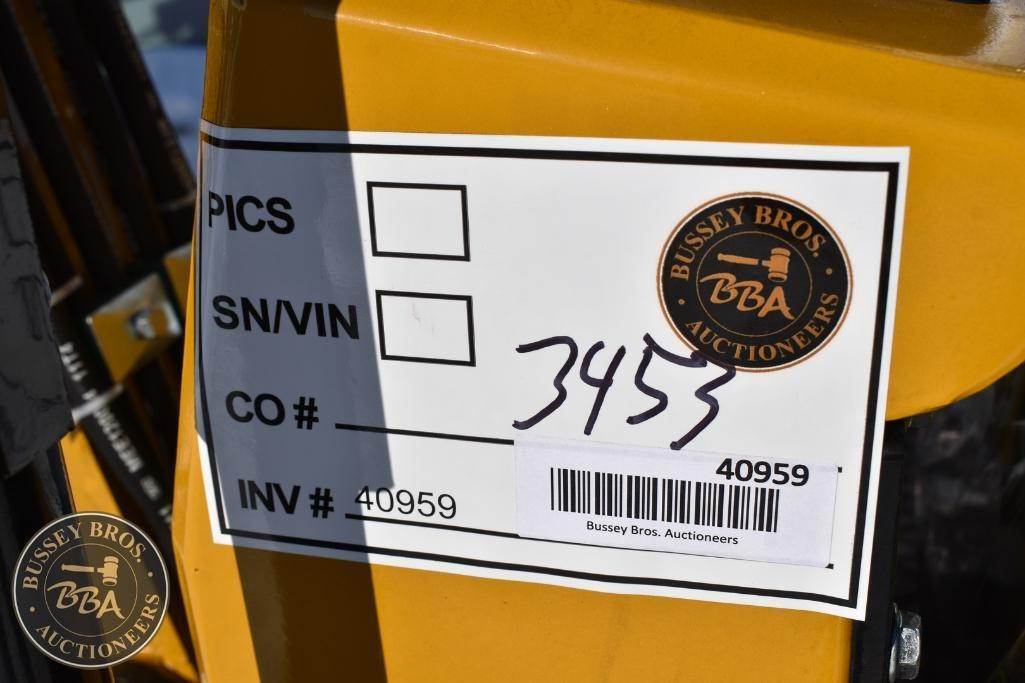 PICS
SN/VIN
CO #
INV # 40959
3453
BUSSEY BROS.
BBA
AUCTIONEERS
40959
Bussey Bros. Auctioneers
BUSSEY BROS.
BBA
AUCTIONEERS